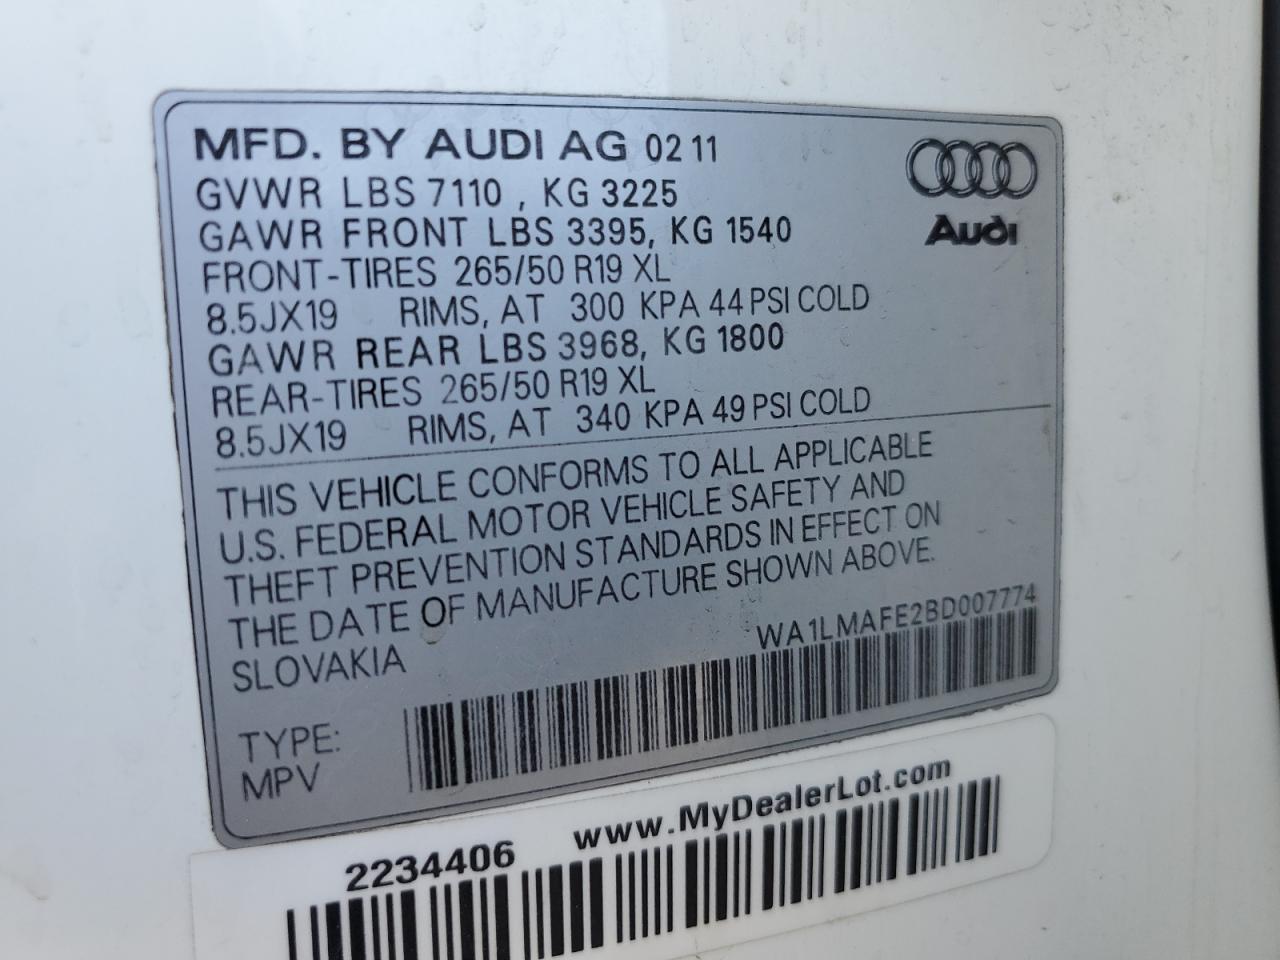 MFD. BY AUDI AG 02 11
GVWR LBS 7110 , KG 3225
GAWR FRONT LBS 3395, KG 1540
FRONT-TIRES 265/50 R19 XL
8.5JX19 RIMS, AT 300 KPA 44 PSI COLD
GAWR REAR LBS 3968, KG 1800
REAR-TIRES 265/50 R19 XL
8.5JX19 RIMS, AT 340 KPA 49 PSI COLD
Audi
THIS VEHICLE CONFORMS TO ALL APPLICABLE
U.S. FEDERAL MOTOR VEHICLE SAFETY AND
THEFT PREVENTION STANDARDS IN EFFECT ON
THE DATE OF MANUFACTURE SHOWN ABOVE.
SLOVAKIA
WA1LMAFE2BD007774
TYPE:
MPV
2234406 www.MyDealerLot.com